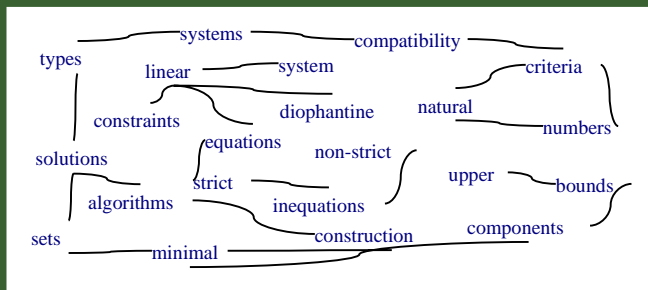 systems
compatibility
types
linear
system
criteria
diophantine
natural
constraints
numbers
equations
non-strict
solutions
upper
strict
bounds
algorithms
inequations
sets
construction
components
minimal